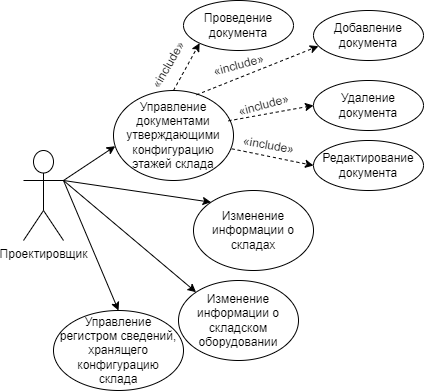 Проведение
документа
Добавление
документа
«include»
«include»
Управление
документами
утверждающими
конфигурацию
этажей склада
«include»
Удаление
документа
«include»
Редактирование
документа
Проектировщик
Изменение
информации о
складах
Изменение
информации о
складском
оборудовании
Управление
регистром сведений,
хранящего
конфигурацию
склада